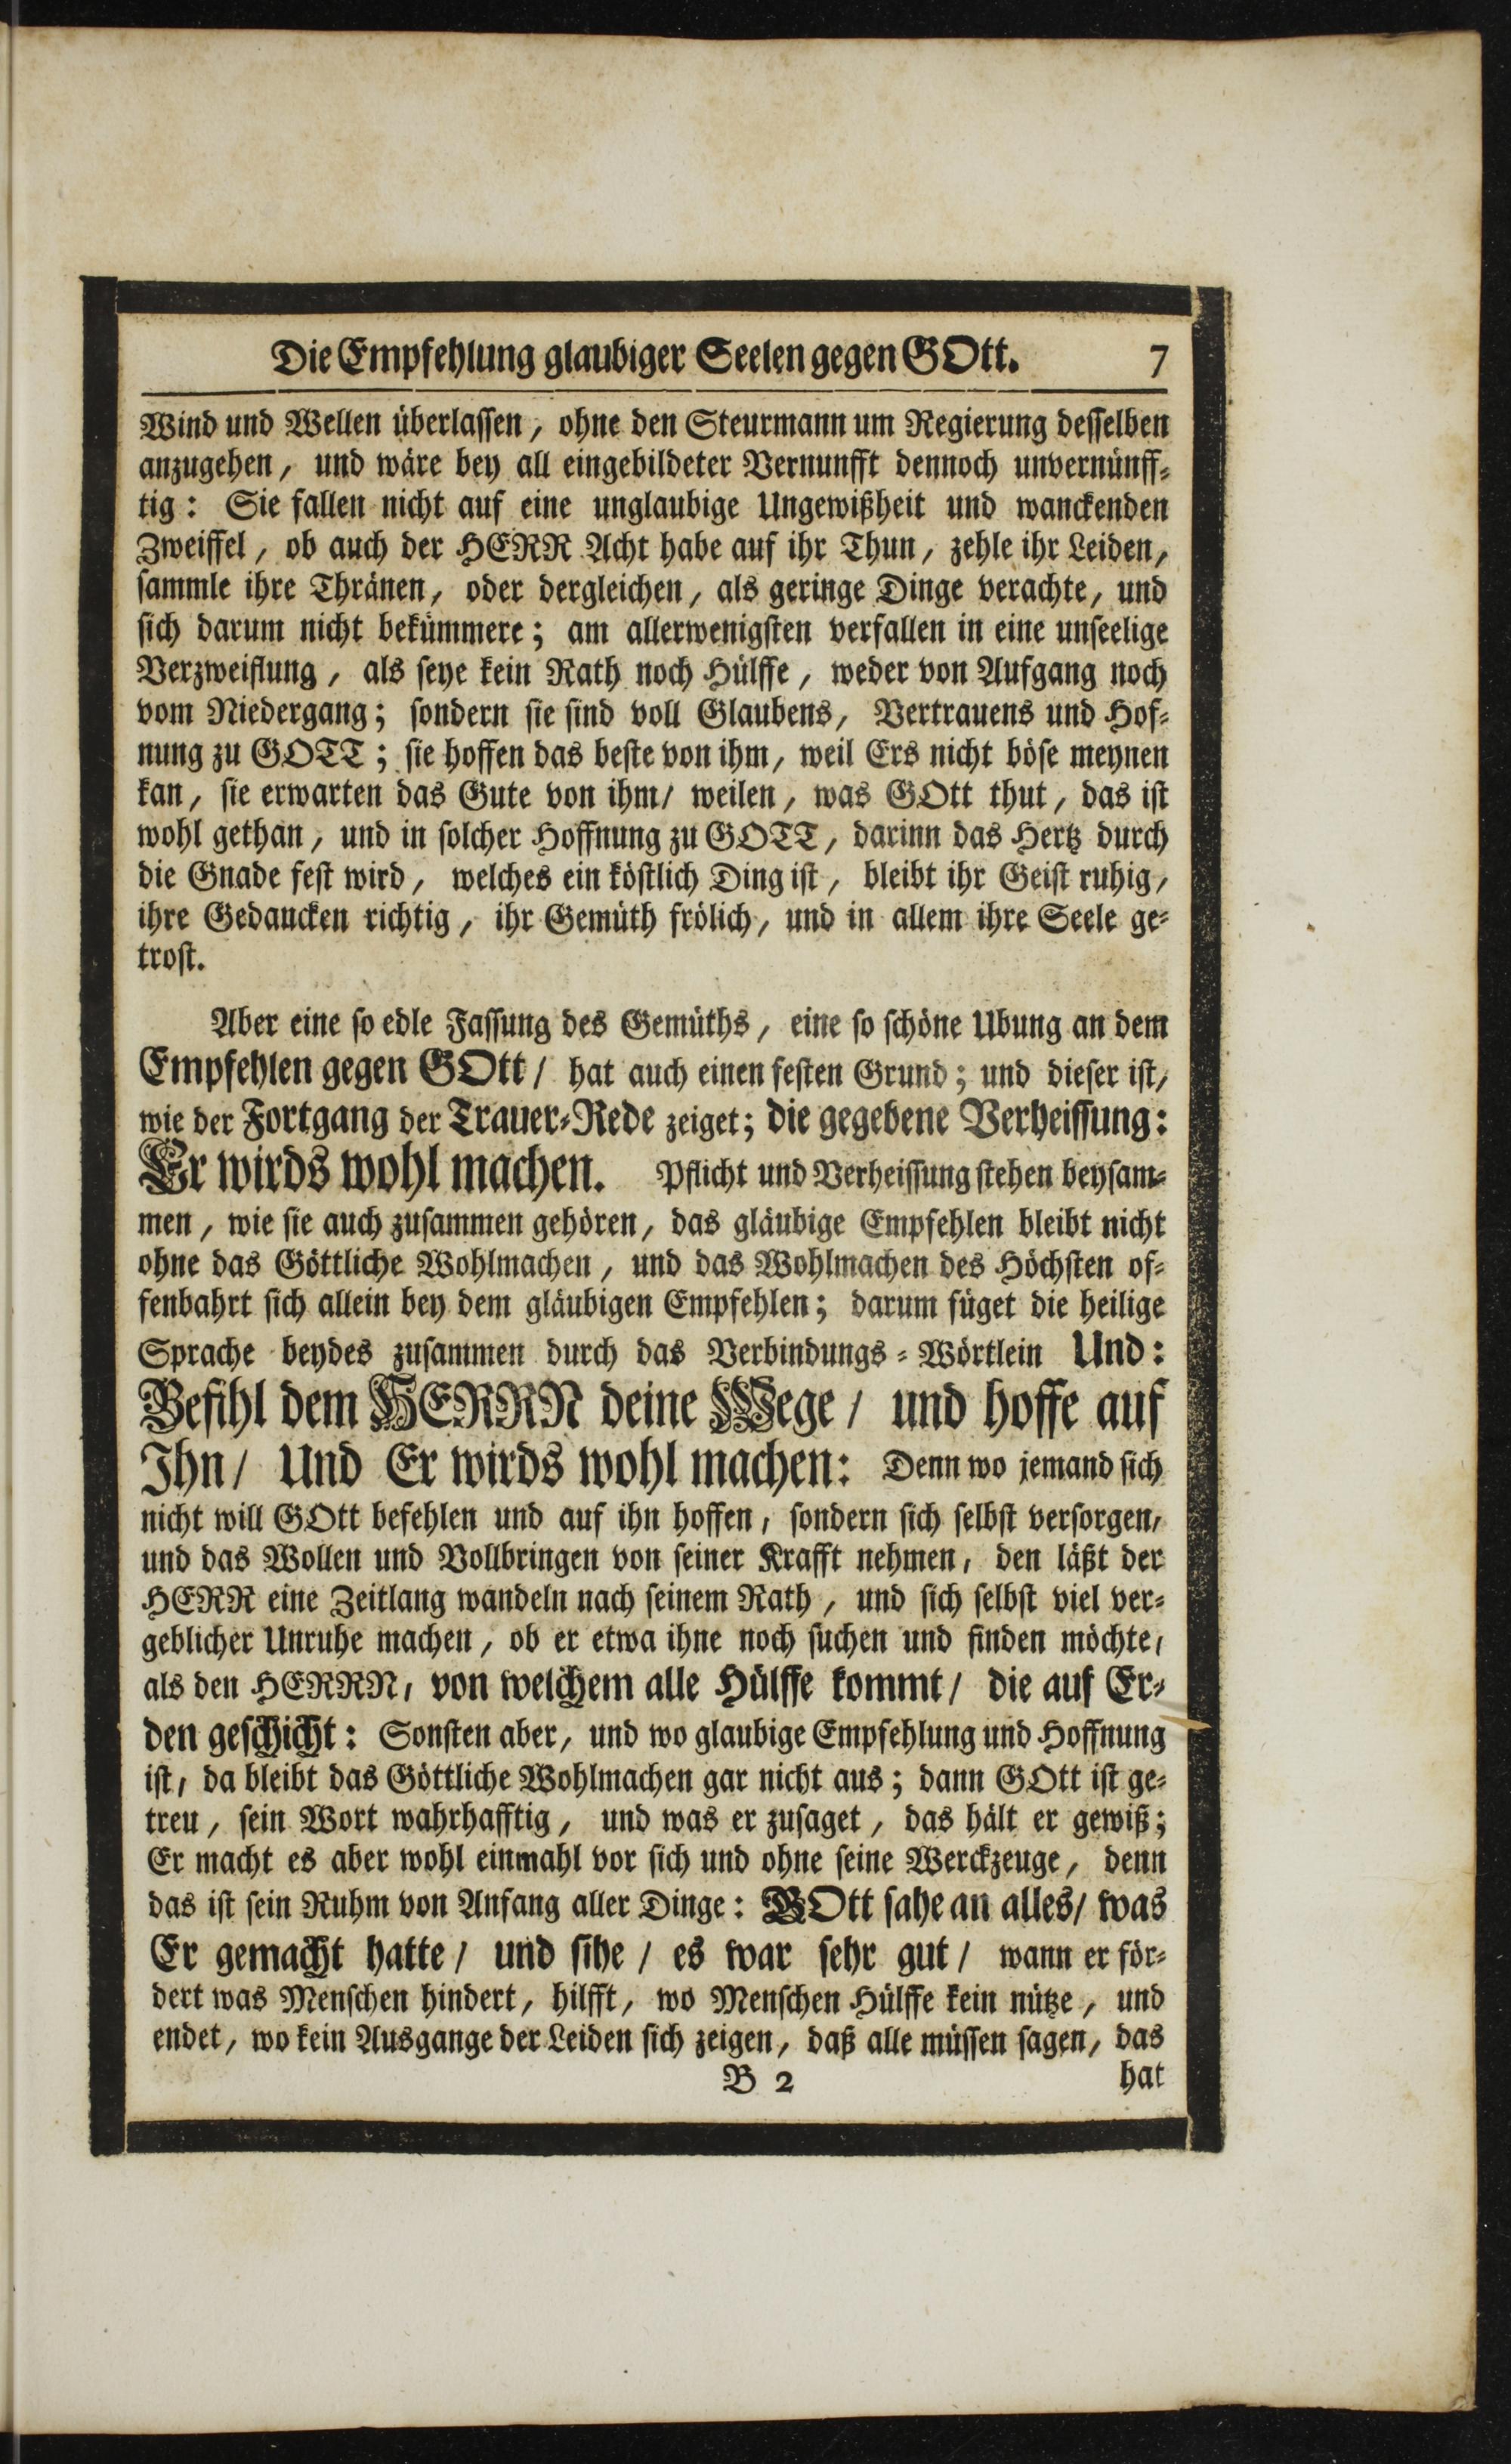 Die Empfehlung glaubiger Seelen gegen GOtt. 7
Wind und Wellen überlassen, ohne den Steurmann um Regierung desselben
anzugehen, und wäre bey all eingebildeter Vernunfft dennoch unvernünff-
tig: Sie fallen nicht auf eine unglaubige Ungewißheit und wanckenden
Zweiffel, ob auch der HERR Acht habe auf ihr Thun, zehle ihr Leiden,
sammle ihre Thränen, oder dergleichen, als geringe Dinge verachte, und
sich darum nicht bekümmere; am allerwenigsten verfallen in eine unseelige
Verzweiflung, als seye kein Rath noch Hülffe, weder von Aufgang noch
vom Niedergang; sondern sie sind voll Glaubens, Vertrauens und Hof-
nung zu GOTT; sie hoffen das beste von ihm, weil Ers nicht böse meynen
kan, sie erwarten das Gute von ihm/ weilen, was GOtt thut, das ist
wohl gethan, und in solcher Hoffnung zu GOTT, darinn das Hertz durch
die Gnade fest wird, welches ein köstlich Ding ist, bleibt ihr Geist ruhig,
ihre Gedancken richtig, ihr Gemüth frölich, und in allem ihre Seele ge-
trost.
Aber eine so edle Fassung des Gemüths, eine so schöne Ubung an dem
Empfehlen gegen GOtt/ hat auch einen festen Grund; und dieser ist,
wie der Fortgang der Trauer-Rede zeiget; die gegebene Verheissung:
Er wirds wohl machen. Pflicht und Verheissung stehen beysam-
men, wie sie auch zusammen gehören, das gläubige Empfehlen bleibt nicht
ohne das Göttliche Wohlmachen, und das Wohlmachen des Höchsten of-
fenbahrt sich allein bey dem gläubigen Empfehlen; darum füget die heilige
Sprache beydes zusammen durch das Verbindungs-Wörtlein Und:
Befihl dem HERRN deine Wege/ und hoffe auf
Ihn/ Und Er wirds wohl machen: Denn wo jemand sich
nicht will GOtt befehlen und auf ihn hoffen, sondern sich selbst versorgen,
und das Wollen und Vollbringen von seiner Krafft nehmen, den läßt der
HERR eine Zeitlang wandeln nach seinem Rath, und sich selbst viel ver-
geblicher Unruhe machen, ob er etwa ihne noch suchen und finden möchte,
als den HERRN, von welchem alle Hülffe kommt/ die auf Er-
den geschicht: Sonsten aber, und wo glaubige Empfehlung und Hoffnung
ist, da bleibt das Göttliche Wohlmachen gar nicht aus; dann GOtt ist ge-
treu, sein Wort wahrhafftig, und was er zusaget, das hält er gewiß;
Er macht es aber wohl einmahl vor sich und ohne seine Werckzeuge, denn
das ist sein Ruhm von Anfang aller Dinge: GOtt sahe an alles/ was
Er gemacht hatte/ und sihe/ es war sehr gut/ wann er för-
dert was Menschen hindert, hilfft, wo Menschen Hülffe kein nütze, und
endet, wo kein Ausgange der Leiden sich zeigen, daß alle müssen sagen, das
B 2 hat